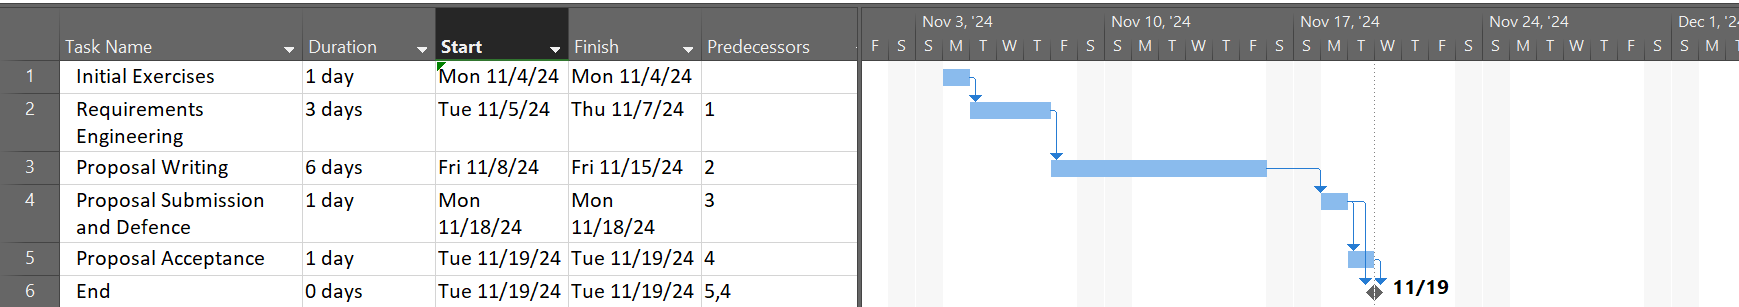 Nov 3, '24 Nov 10, '24 Nov 17, '24 Nov 24, '24 Dec 1, '24
Task Name Duration Start Finish Predecessors F S S M T W T F S S M T W T F S S M T W T F S S M T W T F S S M T
1 Initial Exercises 1 day Mon 11/4/24 Mon 11/4/24
2 Requirements 3 days Tue 11/5/24 Thu 11/7/24 1
Engineering
3 Proposal Writing 6 days Fri 11/8/24 Fri 11/15/24 2
4 Proposal Submission 1 day Mon Mon 3
and Defence 11/18/24 11/18/24
5 Proposal Acceptance 1 day Tue 11/19/24 Tue 11/19/24 4
6 End 0 days Tue 11/19/24 Tue 11/19/24 5,4 11/19